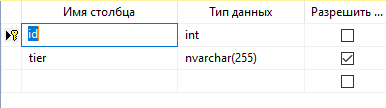 Имя столбца Тип данных Разрешить ...
id int
tier nvarchar(255)